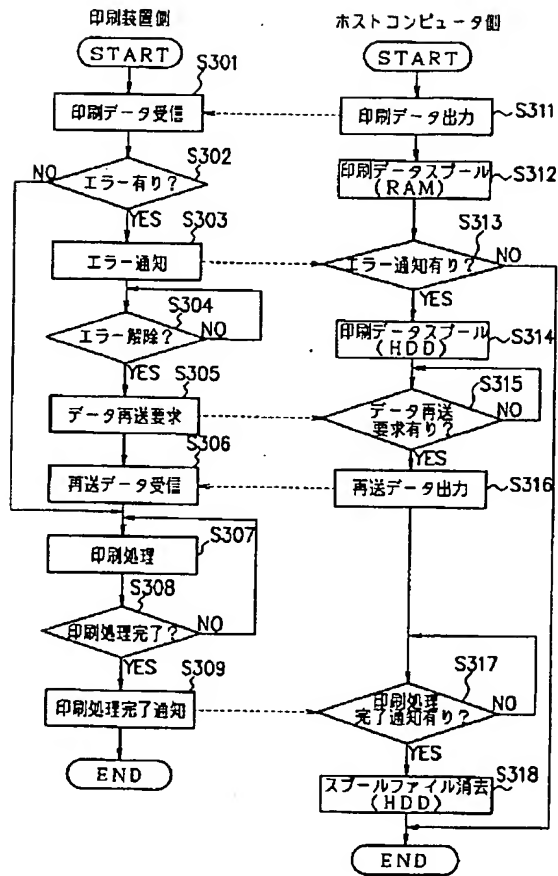 印刷装置側
START
S301
印刷データ受信
S302
エラー有り?
NO
YES
S303
エラー通知
S304
エラー解除?
NO
YES
S305
データ再送要求
S306
再送データ受信
S307
印刷処理
S308
印刷処理完了?
NO
YES
S309
印刷処理完了通知
END
ホストコンピュータ側
START
S311
印刷データ出力
S312
印刷データスプール
(RAM)
S313
エラー通知有り?
NO
YES
S314
印刷データスプール
(HDD)
S315
データ再送
要求有り?
NO
YES
S316
再送データ出力
S317
印刷処理
完了通知有り?
NO
YES
S318
スプールファイル消去
(HDD)
END